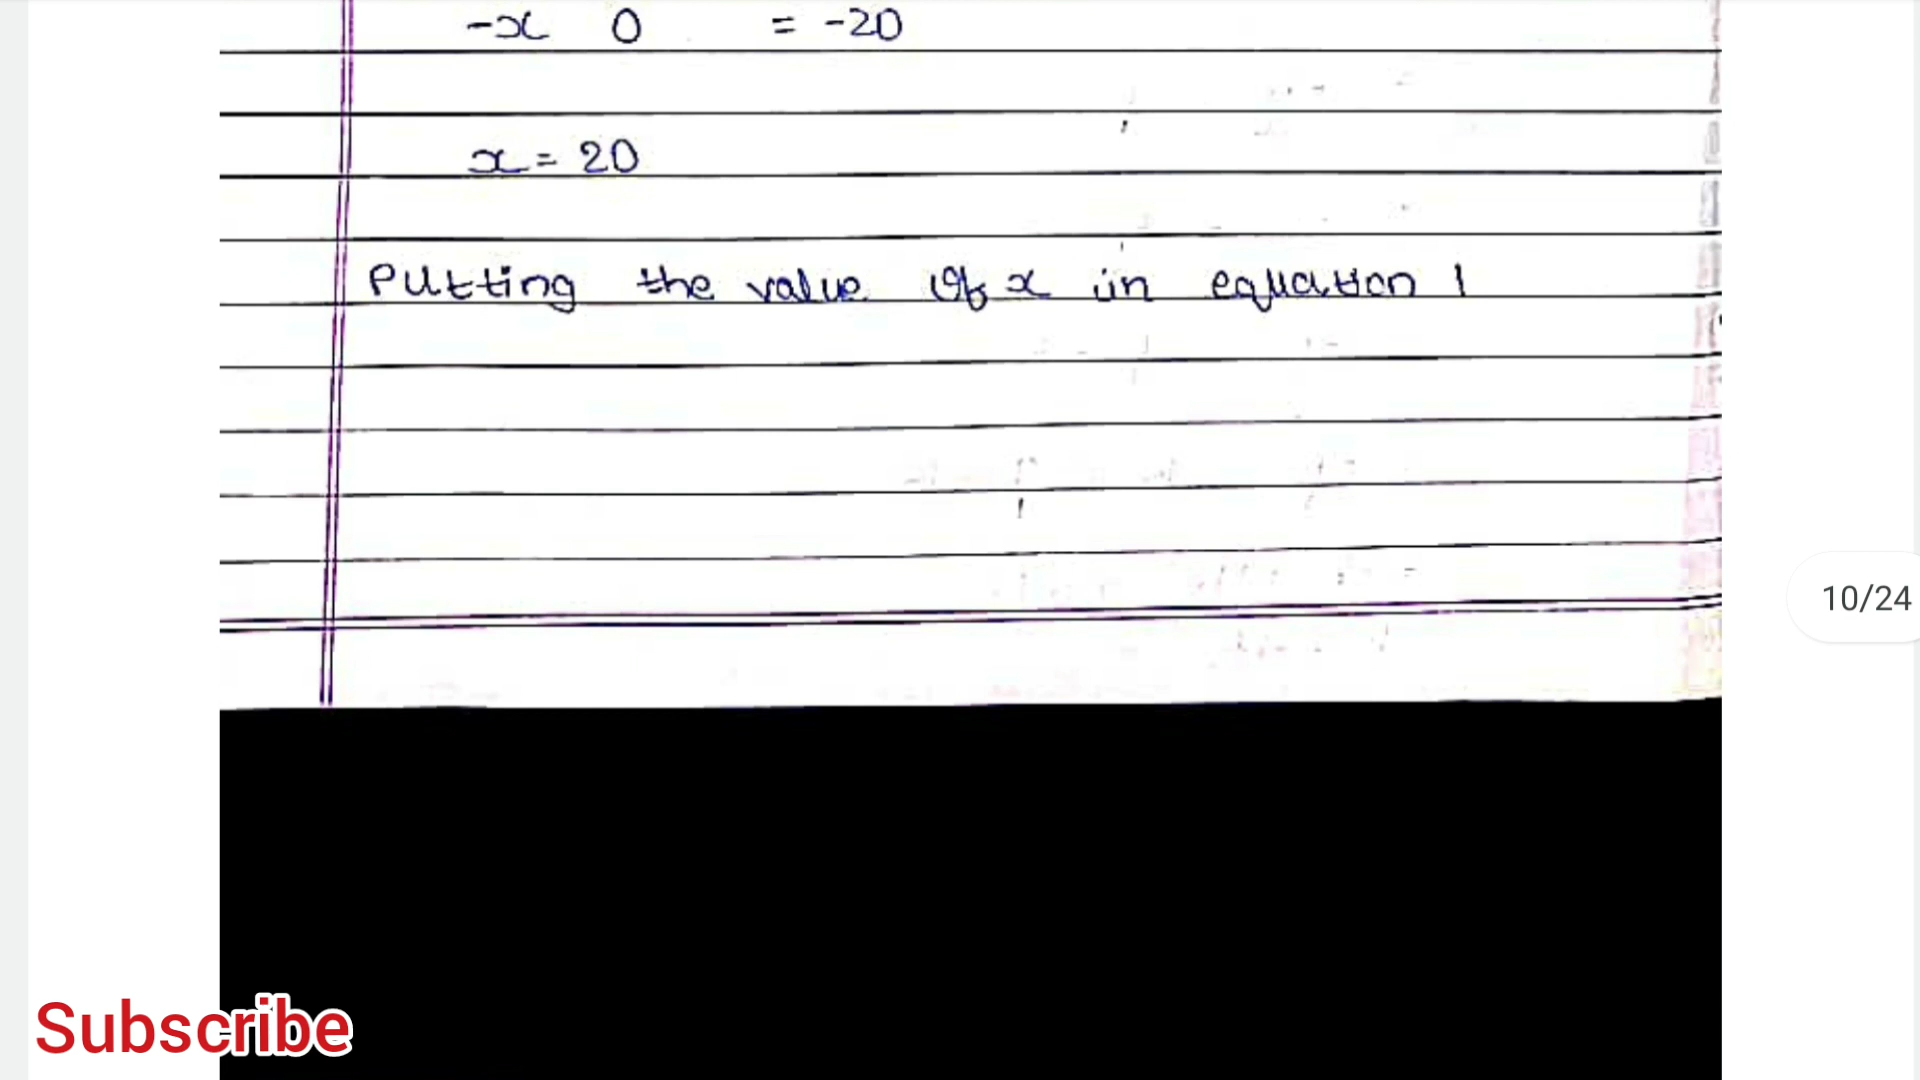 -x 0 = -20
x = 20
Putting the value of x in equation 1
10/24
Subscribe